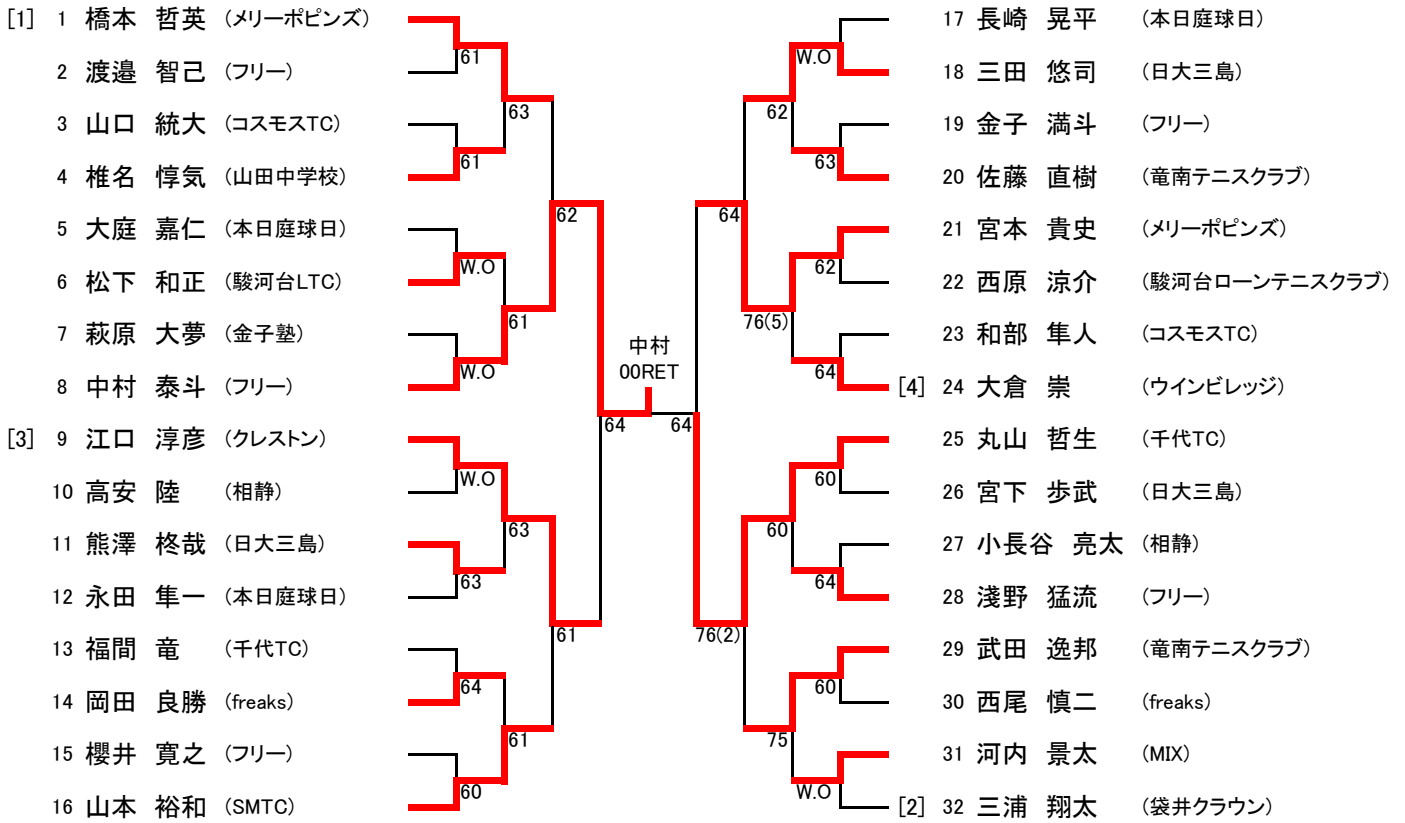 [1] 1 橋本 哲英 (メリーポピンズ)
61
2 渡邉 智己 (フリー)
63
3 山口 統大 (コスモスTC)
61
4 椎名 惇気 (山田中学校)
62
5 大庭 嘉仁 (本日庭球日)
W.O
6 松下 和正 (駿河台LTC)
61
7 萩原 大夢 (金子塾)
W.O
8 中村 泰斗 (フリー)
64
[3] 9 江口 淳彦 (クレストン)
W.O
10 高安 陸 (相静)
63
11 熊澤 柊哉 (日大三島)
63
12 永田 隼一 (本日庭球日)
61
13 福間 竜 (千代TC)
64
14 岡田 良勝 (freaks)
61
15 櫻井 寛之 (フリー)
60
16 山本 裕和 (SMTC)
中村
00RET
17 長崎 晃平 (本日庭球日)
W.O
18 三田 悠司 (日大三島)
62
19 金子 満斗 (フリー)
63
20 佐藤 直樹 (竜南テニスクラブ)
64
21 宮本 貴史 (メリーポピンズ)
62
22 西原 涼介 (駿河台ローンテニスクラブ)
76(5)
23 和部 隼人 (コスモスTC)
64
[4] 24 大倉 崇 (ウインビレッジ)
64
25 丸山 哲生 (千代TC)
60
26 宮下 歩武 (日大三島)
60
27 小長谷 亮太 (相静)
64
28 淺野 猛流 (フリー)
76(2)
29 武田 逸邦 (竜南テニスクラブ)
60
30 西尾 慎二 (freaks)
75
31 河内 景太 (MIX)
W.O
[2] 32 三浦 翔太 (袋井クラウン)